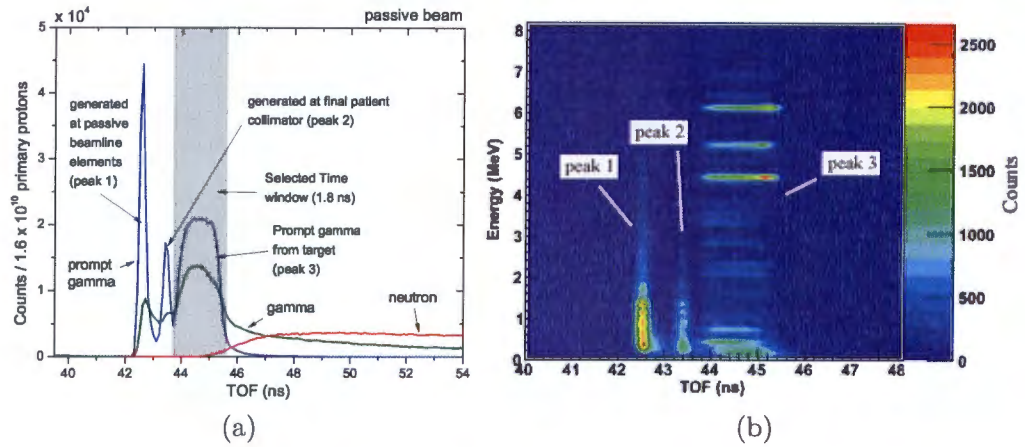 x 10⁴
passive beam
Counts / 1.6 x 10¹⁰ primary protons
5
4
3
2
1
0
generated
at passive
beamline
elements
(peak 1)
generated at final patient
collimator (peak 2)
Selected Time
window (1.8 ns)
Prompt gamma
from target
(peak 3)
prompt
gamma
gamma
neutron
40 42 44 46 48 50 52 54
TOF (ns)
(a)
Energy (MeV)
8
7
6
5
4
3
2
1
0
peak 1
peak 2
peak 3
40 41 42 43 44 45 46 47 48
TOF (ns)
2500
2000
1500
1000
500
0
Counts
(b)